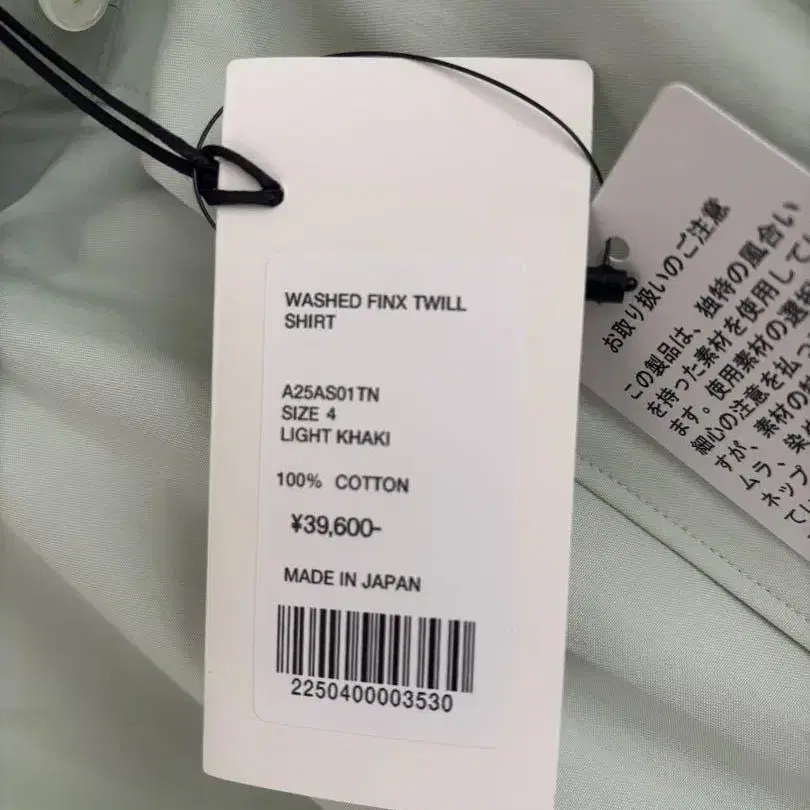 WASHED FINX TWILL
SHIRT
A25AS01TN
SIZE 4
LIGHT KHAKI
100% COTTON
¥39,600-
MADE IN JAPAN
2250400003530
お取り扱いのご注意
この製品は、独特の風合い
を持った素材を使用してい
ます。使用素材の選
細心の注意を払っ
すが、素材の
ムラ、染め
ネップ